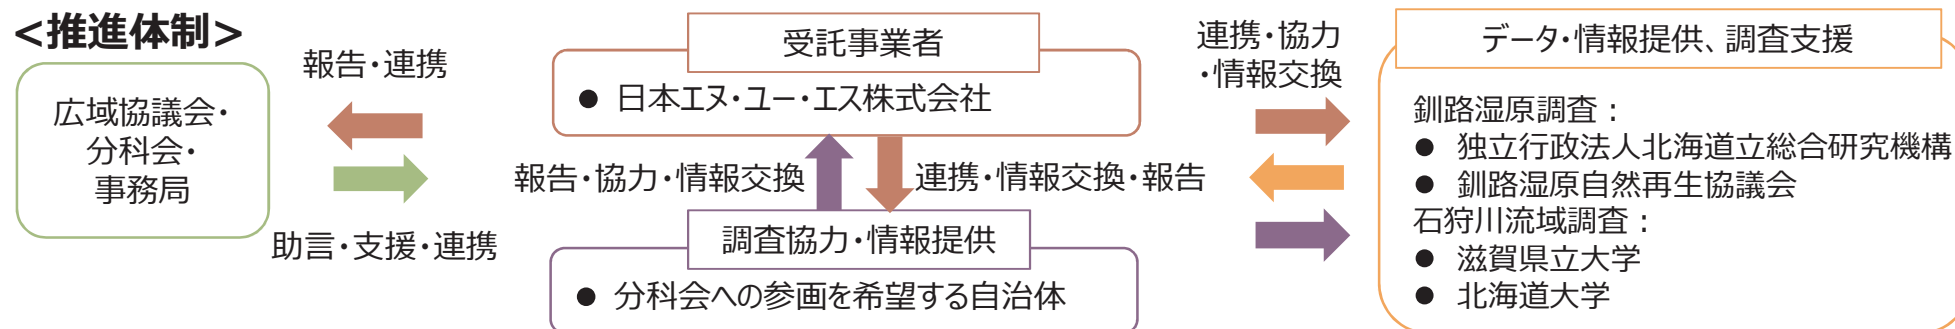 <推進体制>
広域協議会・
分科会・
事務局
報告・連携
助言・支援・連携
受託事業者
● 日本エヌ・ユー・エス株式会社
報告・協力・情報交換
連携・情報交換・報告
調査協力・情報提供
● 分科会への参画を希望する自治体
連携・協力
・情報交換
データ・情報提供、調査支援
釧路湿原調査：
● 独立行政法人北海道立総合研究機構
● 釧路湿原自然再生協議会
石狩川流域調査：
● 滋賀県立大学
● 北海道大学